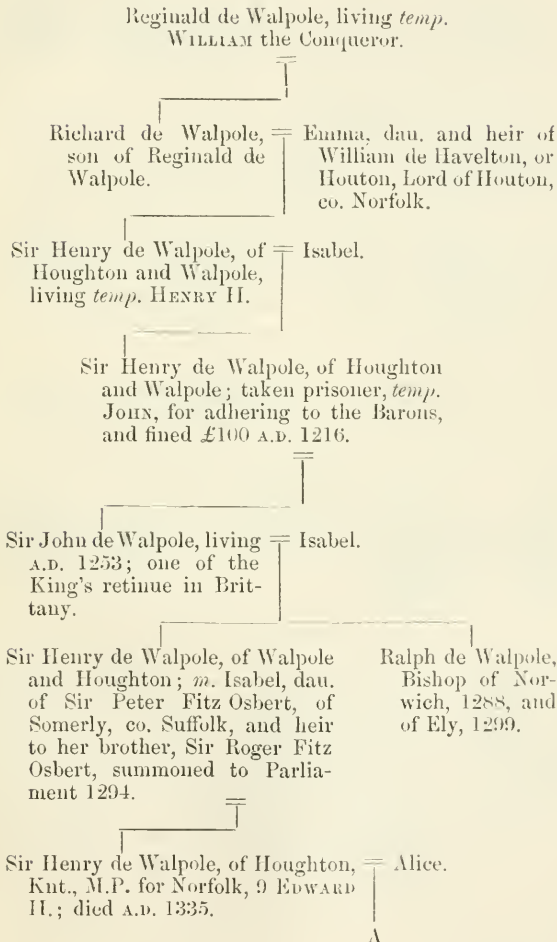 Reginald de Walpole, living temp.
WILLIAM the Conqueror.
Richard de Walpole,
son of Reginald de
Walpole.
Emma, dau. and heir of
William de Havelton, or
Houton, Lord of Houton,
co. Norfolk.
Sir Henry de Walpole, of
Houghton and Walpole,
living temp. HENRY II.
Isabel.
Sir Henry de Walpole, of Houghton
and Walpole; taken prisoner, temp.
JOHN, for adhering to the Barons,
and fined £100 A.D. 1216.
Sir John de Walpole, living
A.D. 1253; one of the
King's retinue in Brit-
tany.
Isabel.
Sir Henry de Walpole, of Walpole
and Houghton; m. Isabel, dau.
of Sir Peter Fitz Osbert, of
Somerly, co. Suffolk, and heir
to her brother, Sir Roger Fitz
Osbert, summoned to Parlia-
ment 1294.
Ralph de Walpole,
Bishop of Nor-
wich, 1288, and
of Ely, 1299.
Sir Henry de Walpole, of Houghton,
Knt., M.P. for Norfolk, 9 EDWARD
II.; died A.D. 1335.
Alice.
A